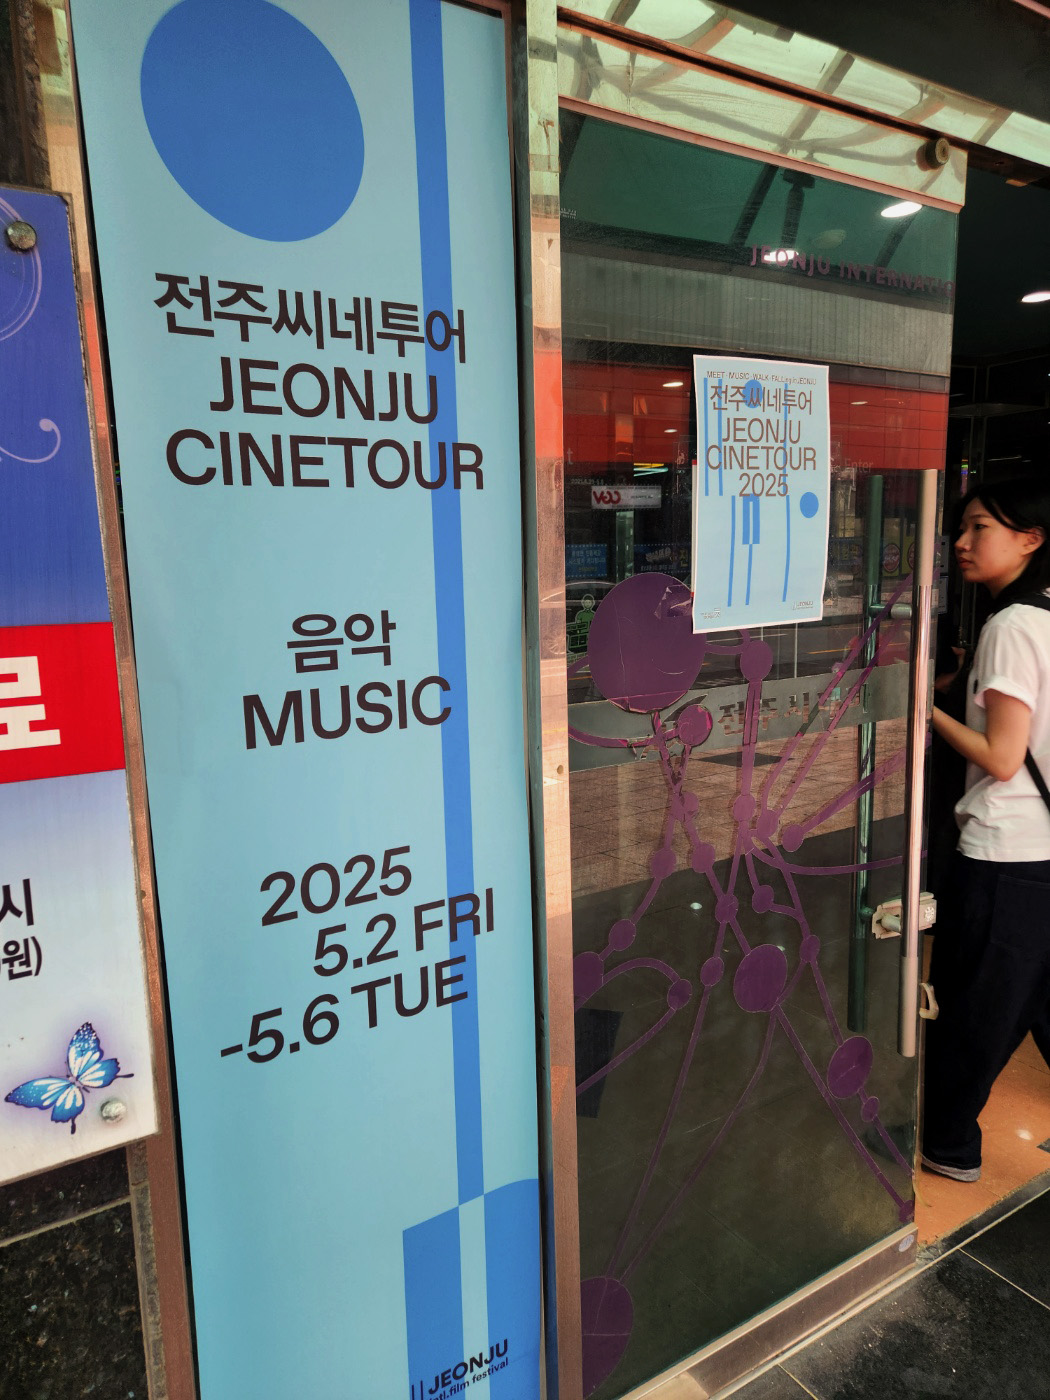 전주씨네투어
JEONJU
CINETOUR
음악
MUSIC
2025
5.2 FRI
-5.6 TUE
JEONJU
intl.film festival
료
시
원)
JEONJU INTERNATIO
MEET · MUSIC · WALK · FALL in JEONJU
전주씨네투어
JEONJU
CINETOUR
2025
JEONJU